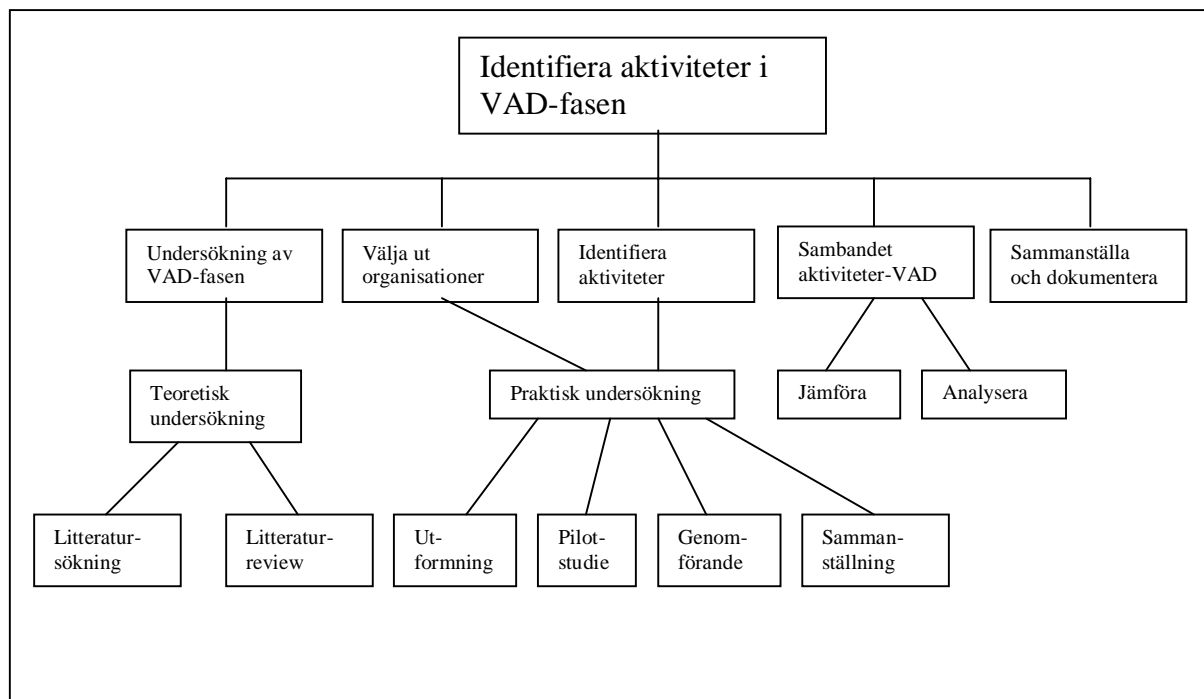 Identifiera aktiviteter i
VAD-fasen
Undersökning av
VAD-fasen
Välja ut
organisationer
Identifiera
aktiviteter
Sambandet
aktiviteter-VAD
Sammanställa
och dokumentera
Teoretisk
undersökning
Praktisk undersökning
Jämföra
Analysera
Litteratur-
sökning
Litteratur-
review
Ut-
formning
Pilot-
studie
Genom-
förande
Samman-
ställning